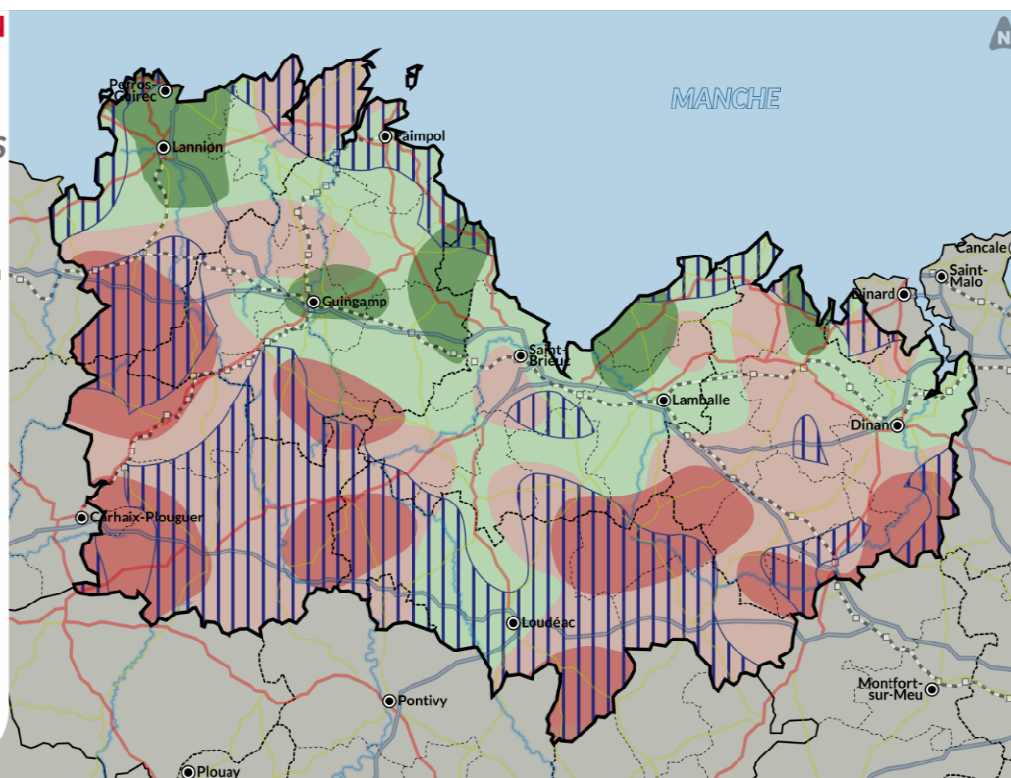 N
MANCHE
Perros-
Guirec
Lannion
Paimpol
Cancale
Saint-
Malo
Dinard
Guingamp
Saint-
Brieuc
Lamballe
Dinan
Carhaix-Plouguer
Loudéac
Montfort-
sur-Meu
Pontivy
Plouay